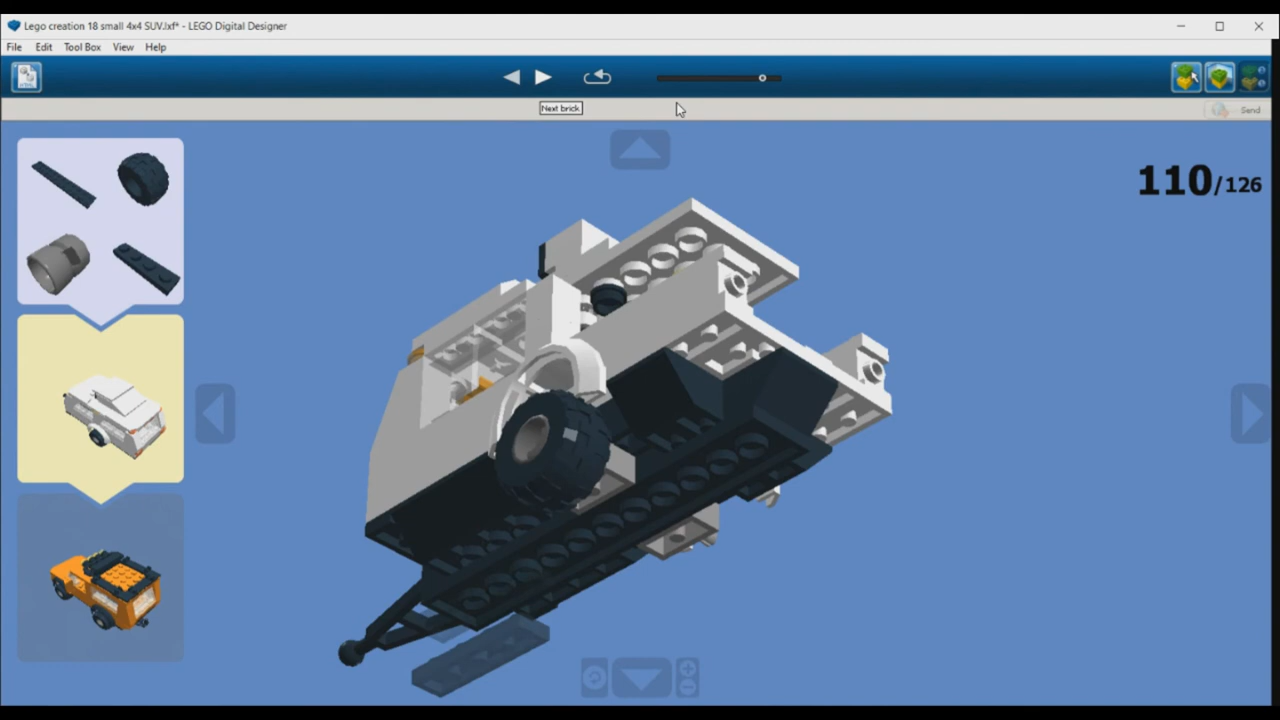 Lego creation 18 small 4x4 SUV.lxf* - LEGO Digital Designer
File Edit Tool Box View Help
Next brick
Send
110/126